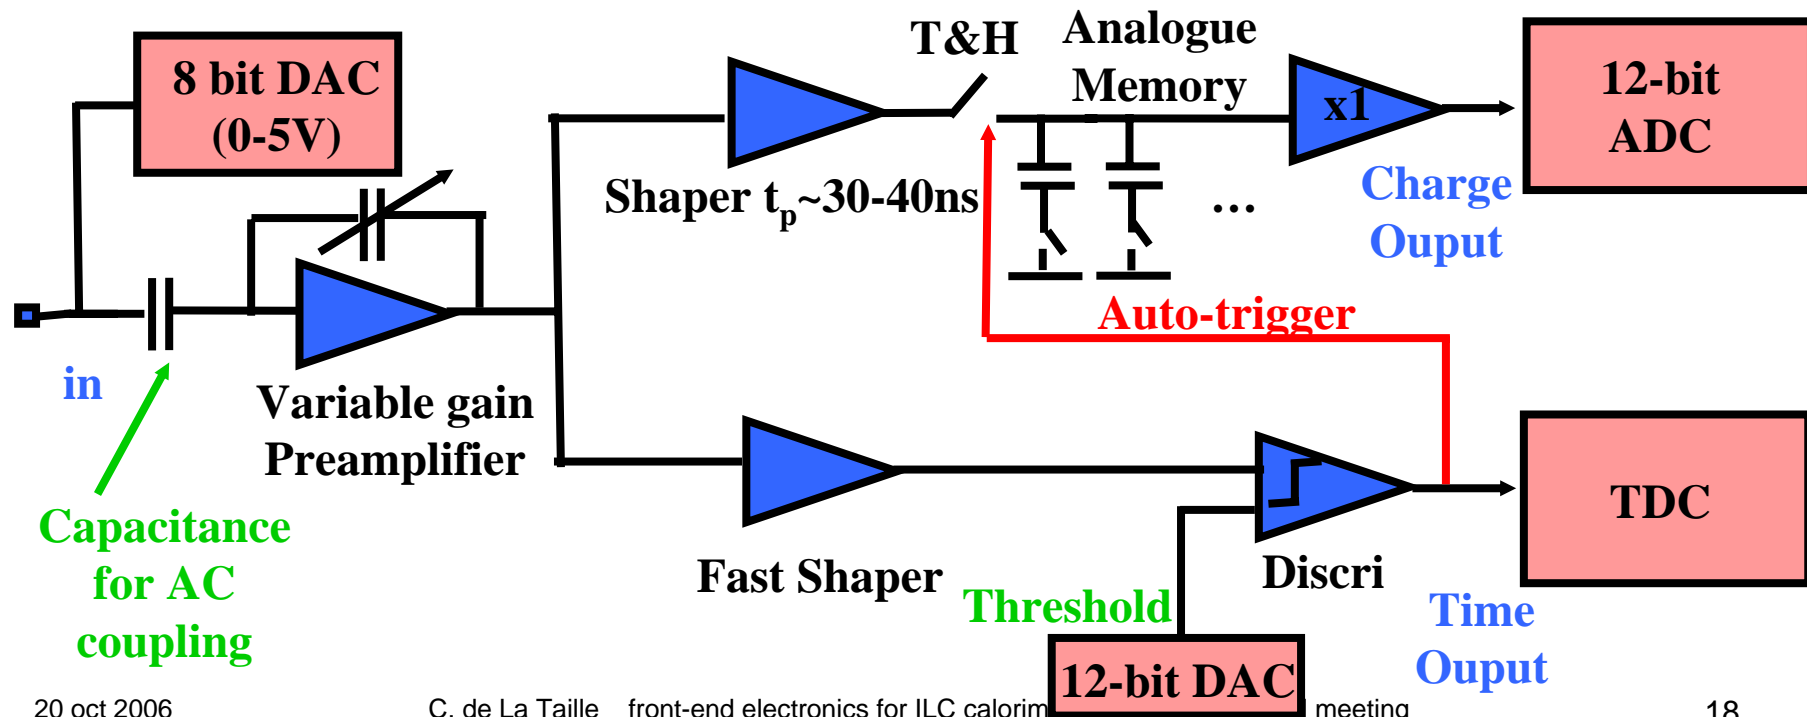 8 bit DAC
(0-5V)
T&H
Analogue
Memory
x1
12-bit
ADC
Shaper tp~30-40ns
...
Charge
Ouput
Auto-trigger
in
Variable gain
Preamplifier
Capacitance
for AC
coupling
Fast Shaper
Discri
TDC
Threshold
12-bit DAC
Time
Ouput
20 oct 2006
C. de La Taille front-end electronics for ILC calorim
meeting
18